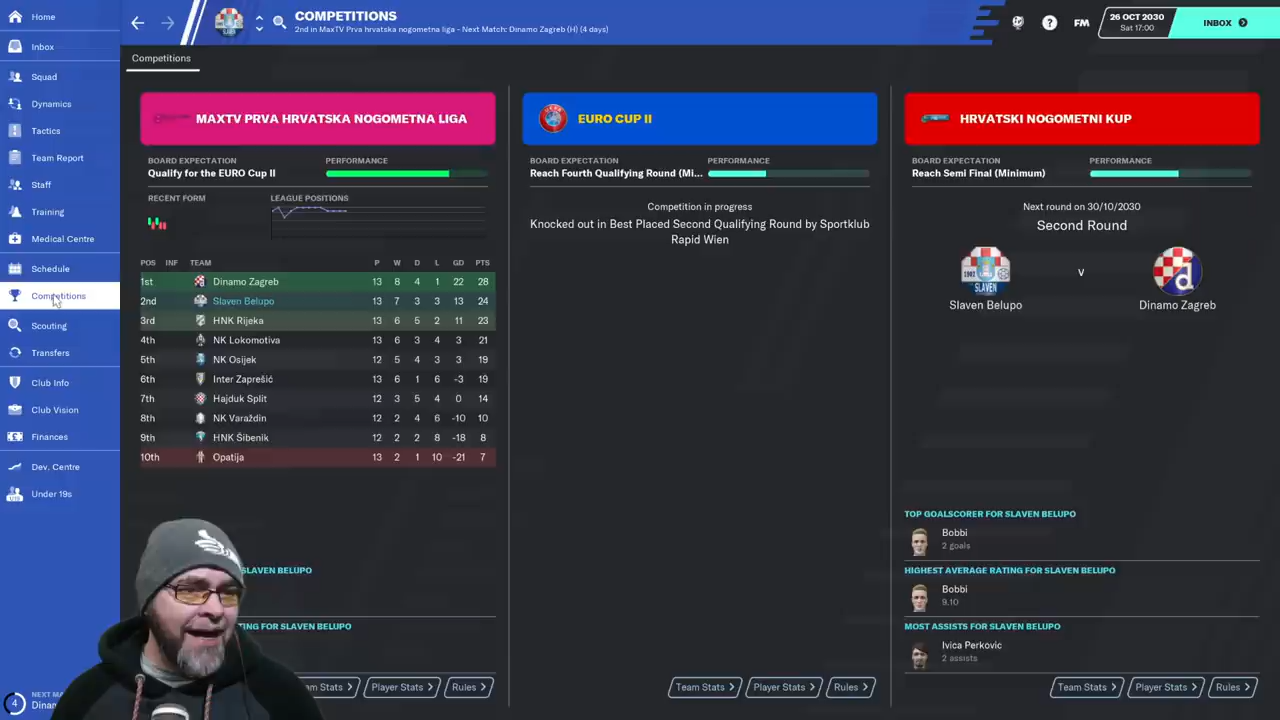 Home
Inbox
Squad
Dynamics
Tactics
Team Report
Staff
Training
Medical Centre
Schedule
Competitions
Scouting
Transfers
Club Info
Club Vision
Finances
Dev. Centre
Under 19s
4
COMPETITIONS
2nd in MaxTV Prva hrvatska nogometna liga - Next Match: Dinamo Zagreb (H) (4 days)
?
FM
26 OCT 2030
Sat 17:00
INBOX
Competitions
MAXTV PRVA HRVATSKA NOGOMETNA LIGA
BOARD EXPECTATION PERFORMANCE
Qualify for the EURO Cup II
RECENT FORM LEAGUE POSITIONS
POS INF TEAM P W D L GD PTS
1st Dinamo Zagreb 13 8 4 1 22 28
2nd Slaven Belupo 13 7 3 3 13 24
3rd HNK Rijeka 13 6 5 2 11 23
4th NK Lokomotiva 13 6 3 4 3 21
5th NK Osijek 12 5 4 3 3 19
6th Inter Zaprešić 13 6 1 6 -3 19
7th Hajduk Split 12 3 5 4 0 14
8th NK Varaždin 12 2 4 6 -10 10
9th HNK Šibenik 12 2 2 8 -18 8
10th Opatija 13 2 1 10 -21 7
SLAVEN BELUPO
FOR SLAVEN BELUPO
Stats
Player Stats
Rules
EURO CUP II
BOARD EXPECTATION PERFORMANCE
Reach Fourth Qualifying Round (Mi...
Competition in progress
Knocked out in Best Placed Second Qualifying Round by Sportklub
Rapid Wien
Team Stats
Player Stats
Rules
HRVATSKI NOGOMETNI KUP
BOARD EXPECTATION PERFORMANCE
Reach Semi Final (Minimum)
Next round on 30/10/2030
Second Round
v
Slaven Belupo Dinamo Zagreb
TOP GOALSCORER FOR SLAVEN BELUPO
Bobbi
2 goals
HIGHEST AVERAGE RATING FOR SLAVEN BELUPO
Bobbi
9.10
MOST ASSISTS FOR SLAVEN BELUPO
Ivica Perkovic
2 assists
Team Stats
Player Stats
Rules